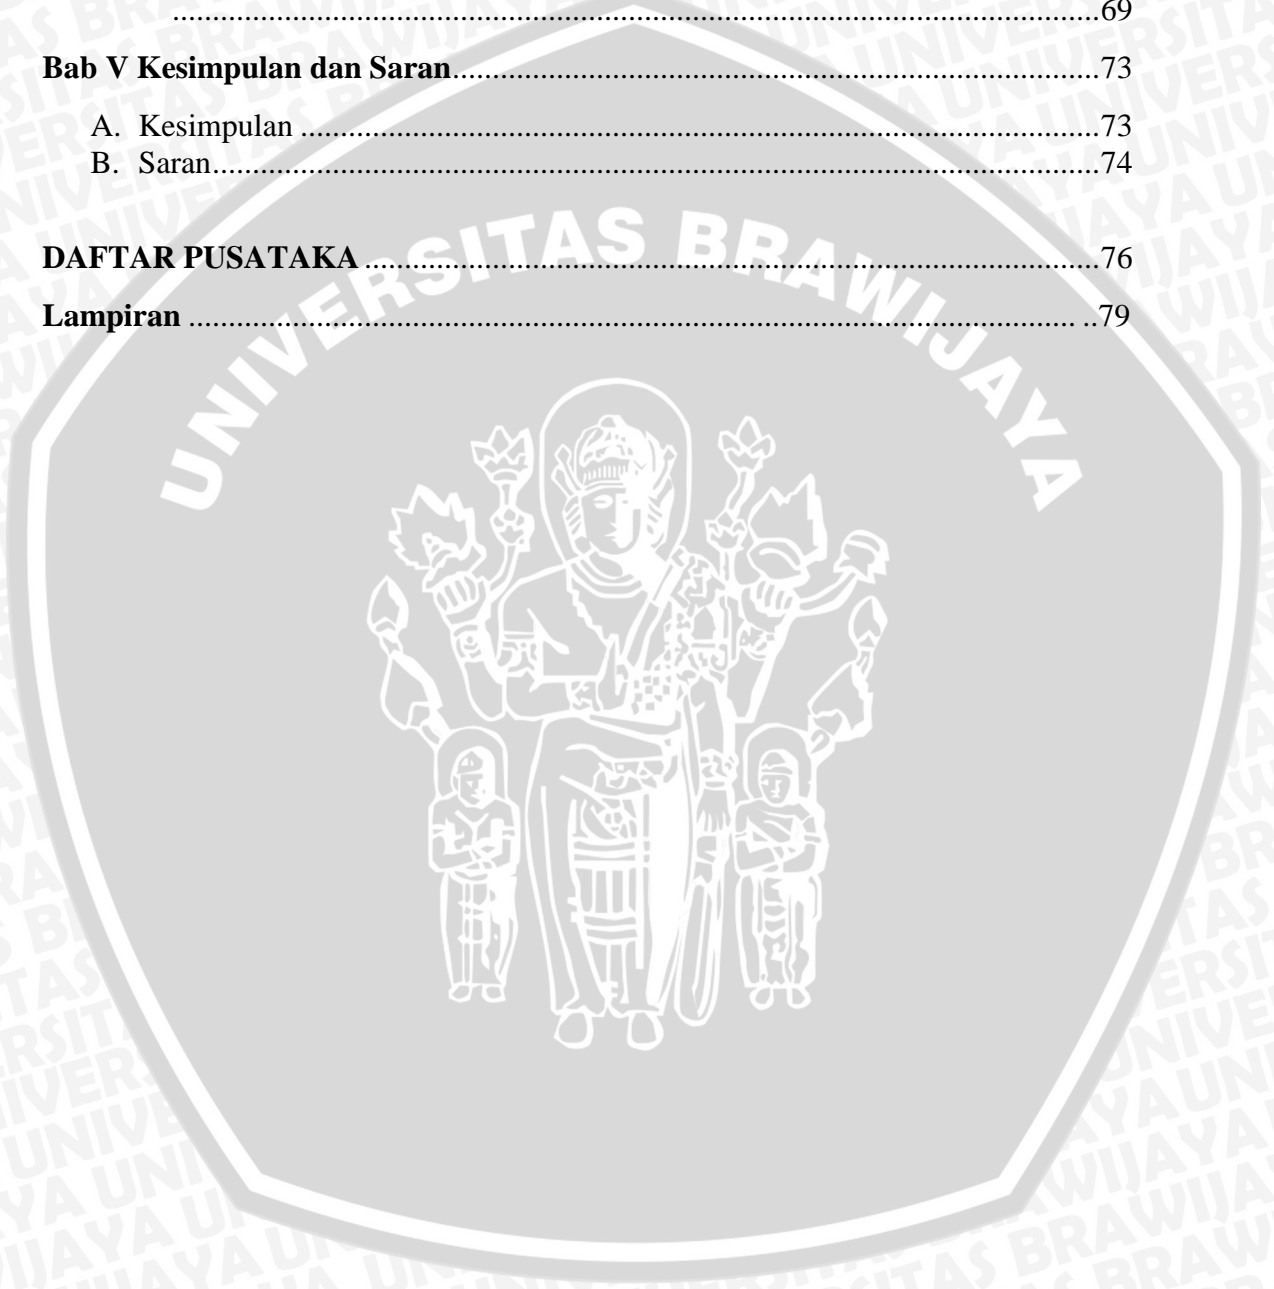 ....................................................................................................................69
Bab V Kesimpulan dan Saran.................................................................................73
A. Kesimpulan ....................................................................................................73
B. Saran...............................................................................................................74
DAFTAR PUSATAKA ............................................................................................76
Lampiran ............................................................................................................... ..79
UNIVERSITAS BRAWIJAYA